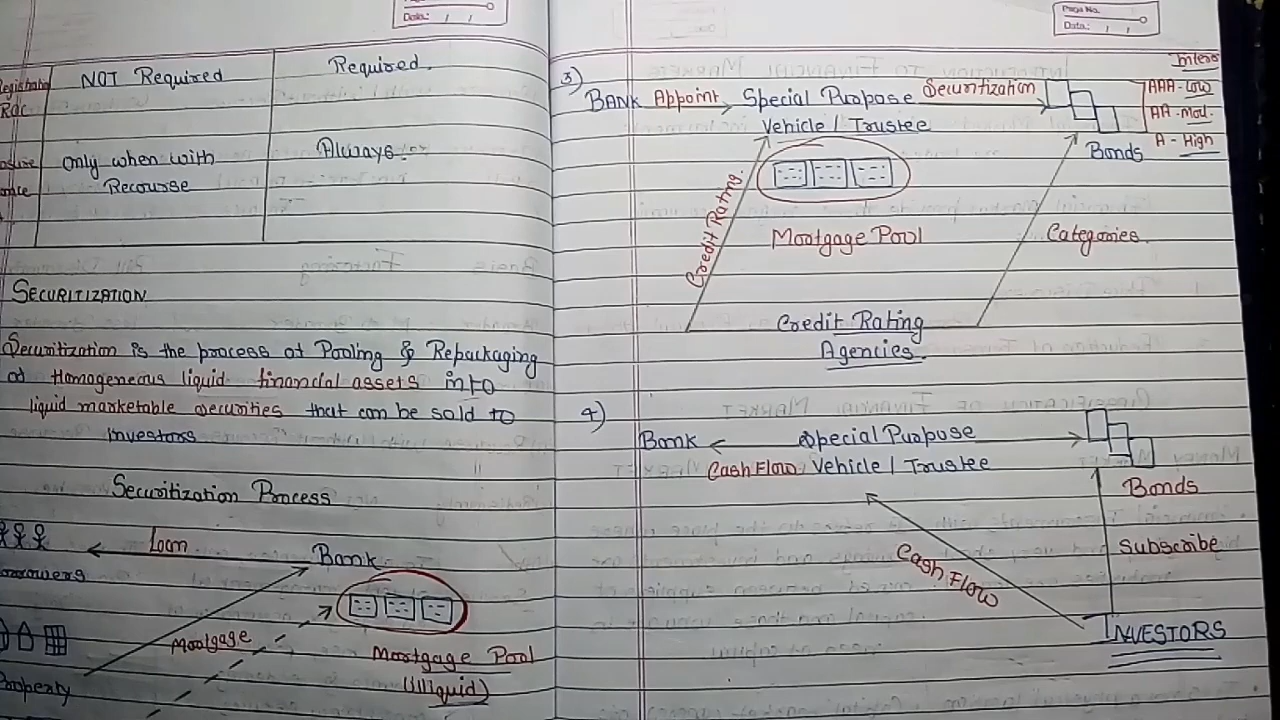 Data: / /
NOT Required
Required.
RoC
Only when with
Always
Recourse
SECURITIZATION
Securitization is the process of Pooling & Repackaging
of Homogeneous liquid financial assets into
liquid marketable securities that can be sold to
investors
Securitization Process
Loan
Bank
Mortgage
Mortgage Pool
(illiquid)
Property
Page No.
Data: / /
3)
BANK Appoint Special Purpose Securitization
Vehicle / Trustee
AAA - Low
AA - Mod.
A - High
Bonds
Credit Rating.
Mortgage Pool
Categories.
Credit Rating
Agencies.
4)
Bank Special Purpose
Cash Flow Vehicle / Trustee
Bonds
Subscribe
Cash Flow
INVESTORS